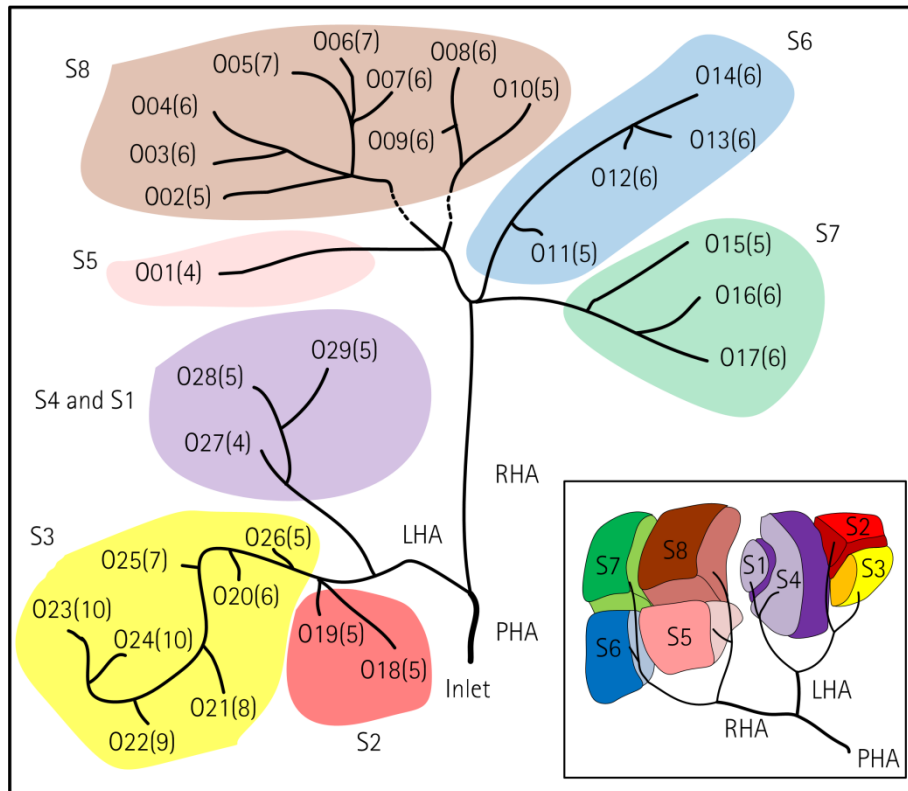 S8
O06(7)
O08(6)
O05(7)
O07(6)
O10(5)
O04(6)
O09(6)
O03(6)
O02(5)
S6
O14(6)
O13(6)
O12(6)
O11(5)
S5
O01(4)
S7
O15(5)
O16(6)
O17(6)
S4 and S1
O29(5)
O28(5)
O27(4)
RHA
LHA
S3
O26(5)
O25(7)
O20(6)
O23(10)
O24(10)
O21(8)
O22(9)
O19(5)
O18(5)
S2
PHA
Inlet
S7
S8
S1
S4
S2
S3
S6
S5
LHA
RHA
PHA